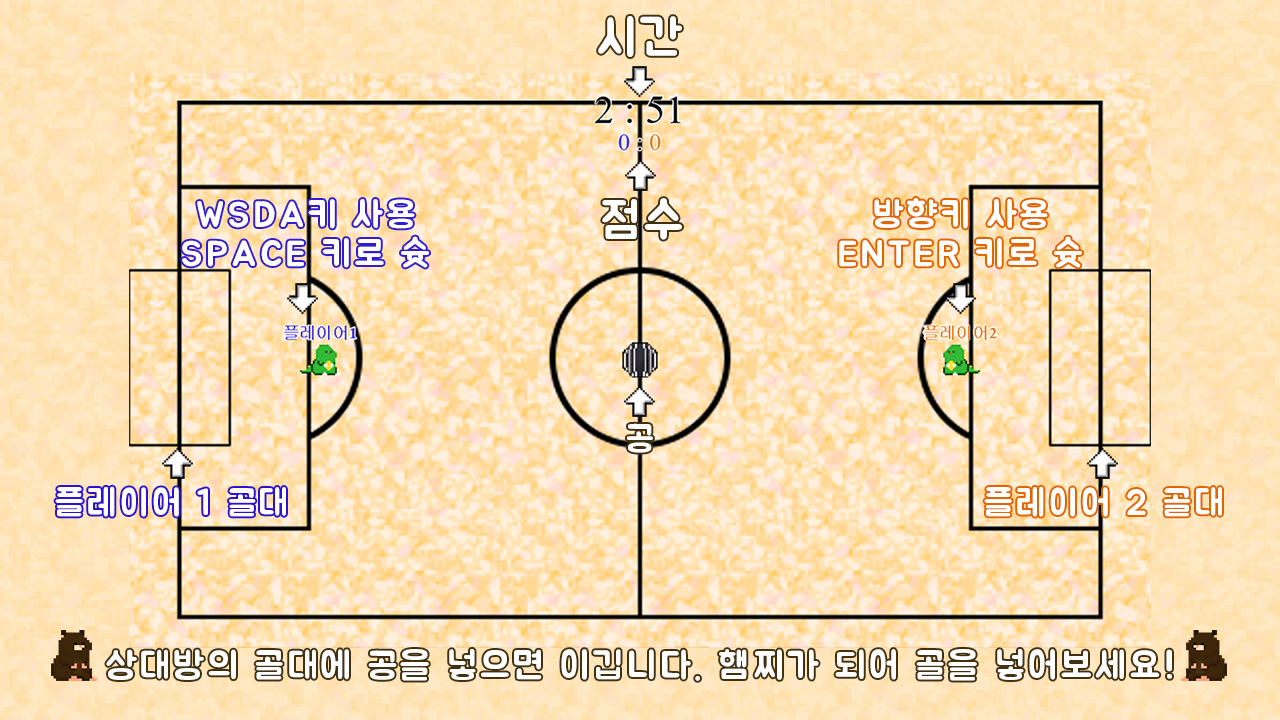 시간
2 : 51
0 : 0
점수
WSDA키 사용
SPACE 키로 슛
방향키 사용
ENTER 키로 슛
플레이어1
플레이어2
공
플레이어 1 골대
플레이어 2 골대
상대방의 골대에 공을 넣으면 이깁니다. 햄찌가 되어 골을 넣어보세요!